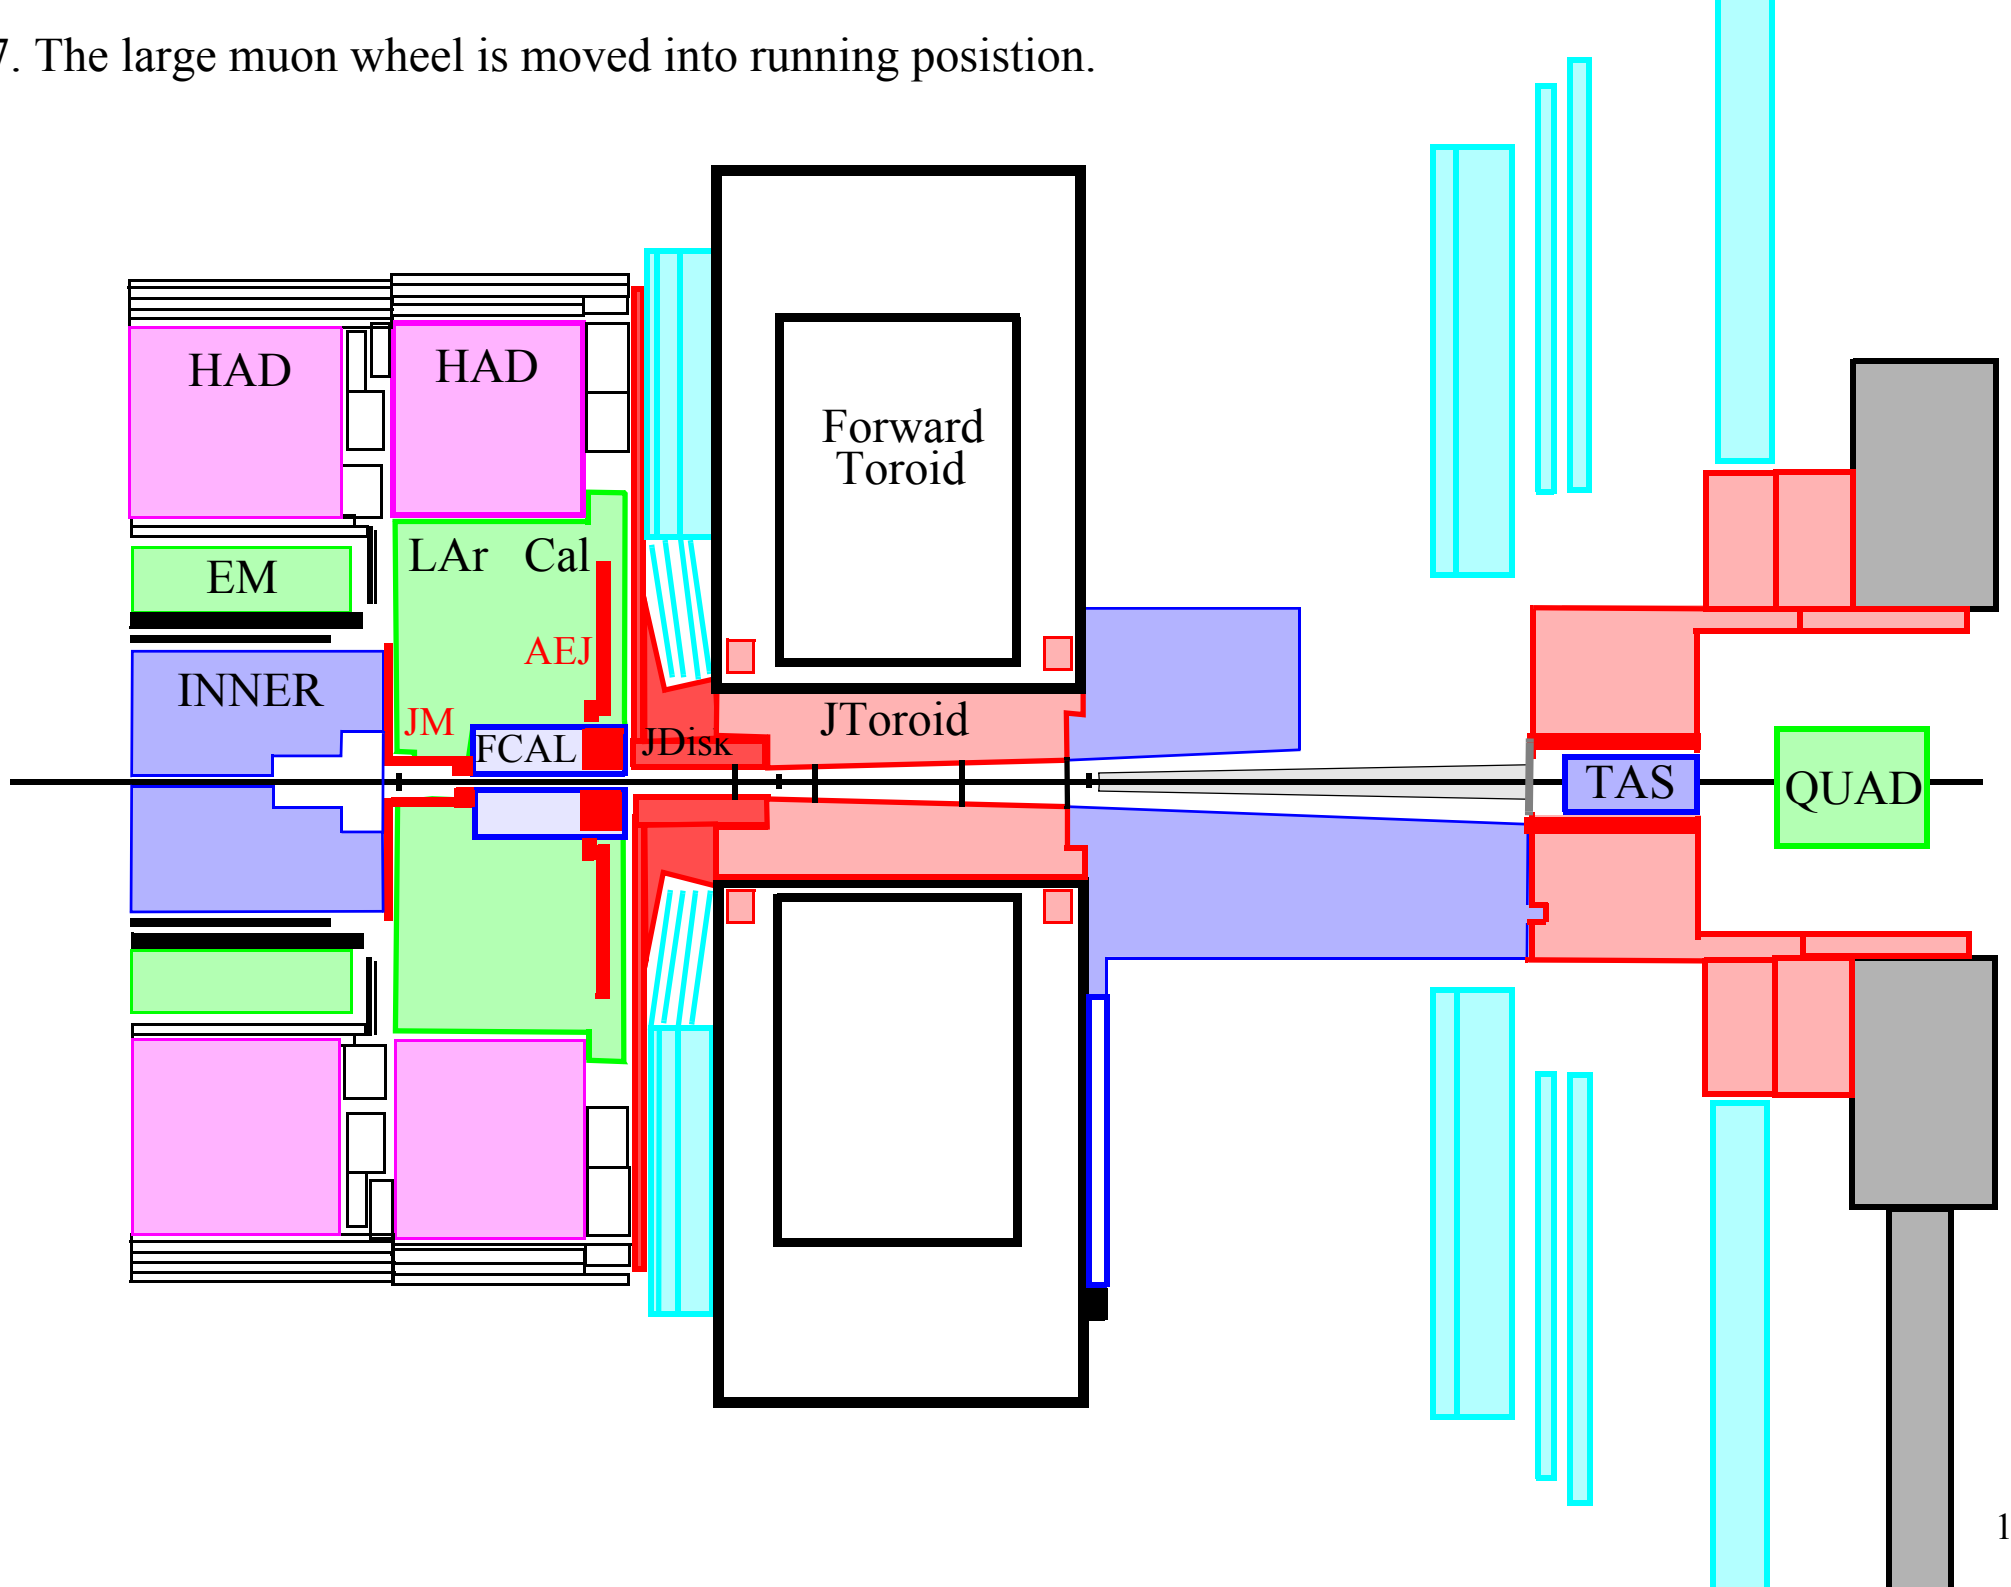 7. The large muon wheel is moved into running posistion.
HAD
HAD
Forward
Toroid
LAr Cal
EM
AEJ
INNER
JM
JToroid
FCAL
JDisk
TAS
QUAD
1